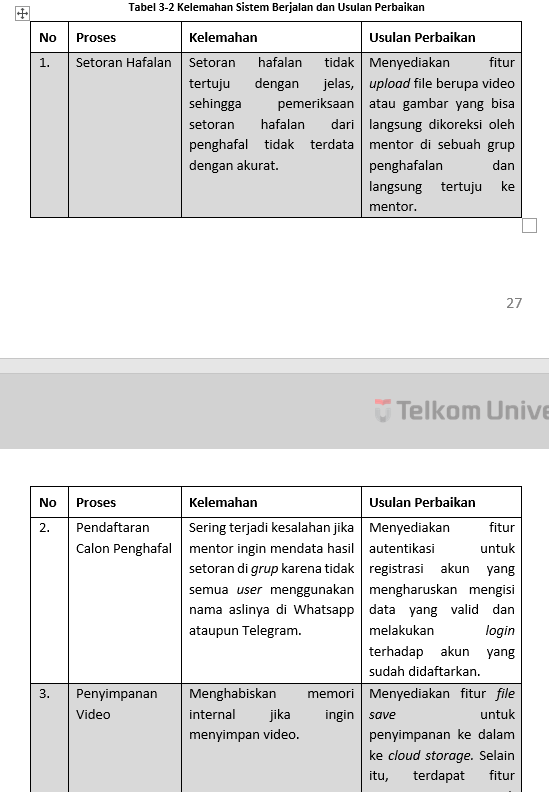 Tabel 3-2 Kelemahan Sistem Berjalan dan Usulan Perbaikan
No Proses Kelemahan Usulan Perbaikan
1. Setoran Hafalan Setoran hafalan tidak Menyediakan fitur
tertuju dengan jelas, upload file berupa video
sehingga pemeriksaan atau gambar yang bisa
setoran hafalan dari langsung dikoreksi oleh
penghafal tidak terdata mentor di sebuah grup
dengan akurat. penghafalan dan
langsung tertuju ke
mentor.
27
Telkom Unive
No Proses Kelemahan Usulan Perbaikan
2. Pendaftaran Sering terjadi kesalahan jika Menyediakan fitur
Calon Penghafal mentor ingin mendata hasil autentikasi untuk
setoran di grup karena tidak registrasi akun yang
semua user menggunakan mengharuskan mengisi
nama aslinya di Whatsapp data yang valid dan
ataupun Telegram. melakukan login
terhadap akun yang
sudah didaftarkan.
3. Penyimpanan Menghabiskan memori Menyediakan fitur file
Video internal jika ingin save untuk
menyimpan video. penyimpanan ke dalam
ke cloud storage. Selain
itu, terdapat fitur